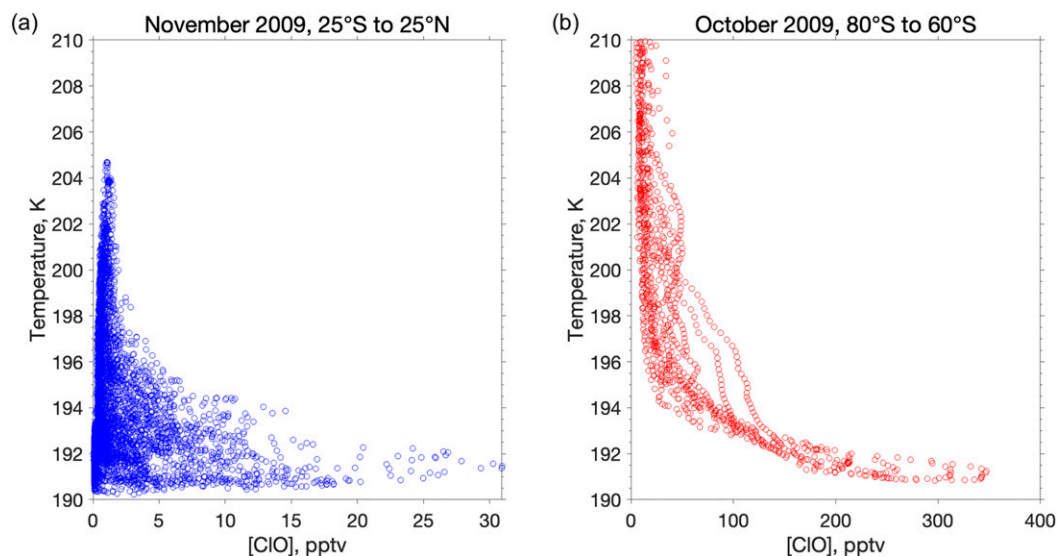 (a) November 2009, 25°S to 25°N
210
208
206
204
202
200
198
196
194
192
190
Temperature, K
0 5 10 15 20 25 30
[ClO], pptv
(b) October 2009, 80°S to 60°S
210
208
206
204
202
200
198
196
194
192
190
Temperature, K
0 100 200 300 400
[ClO], pptv